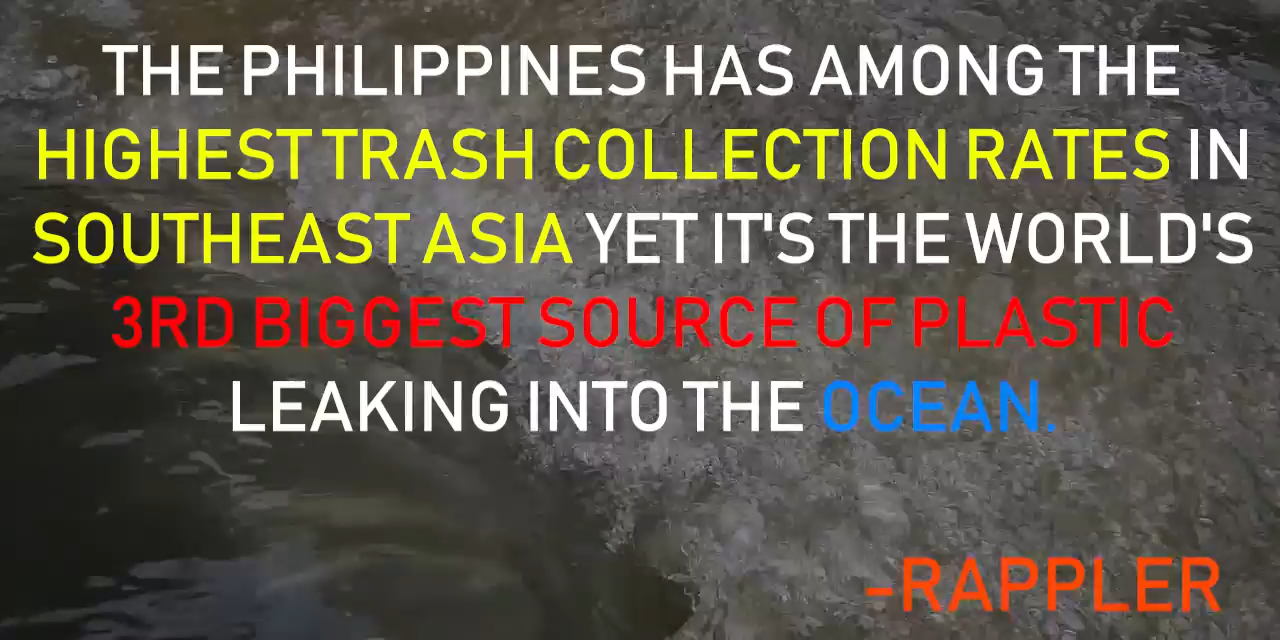 THE PHILIPPINES HAS AMONG THE
HIGHEST TRASH COLLECTION RATES IN
SOUTHEAST ASIA YET IT'S THE WORLD'S
3RD BIGGEST SOURCE OF PLASTIC
LEAKING INTO THE OCEAN.
-RAPPLER